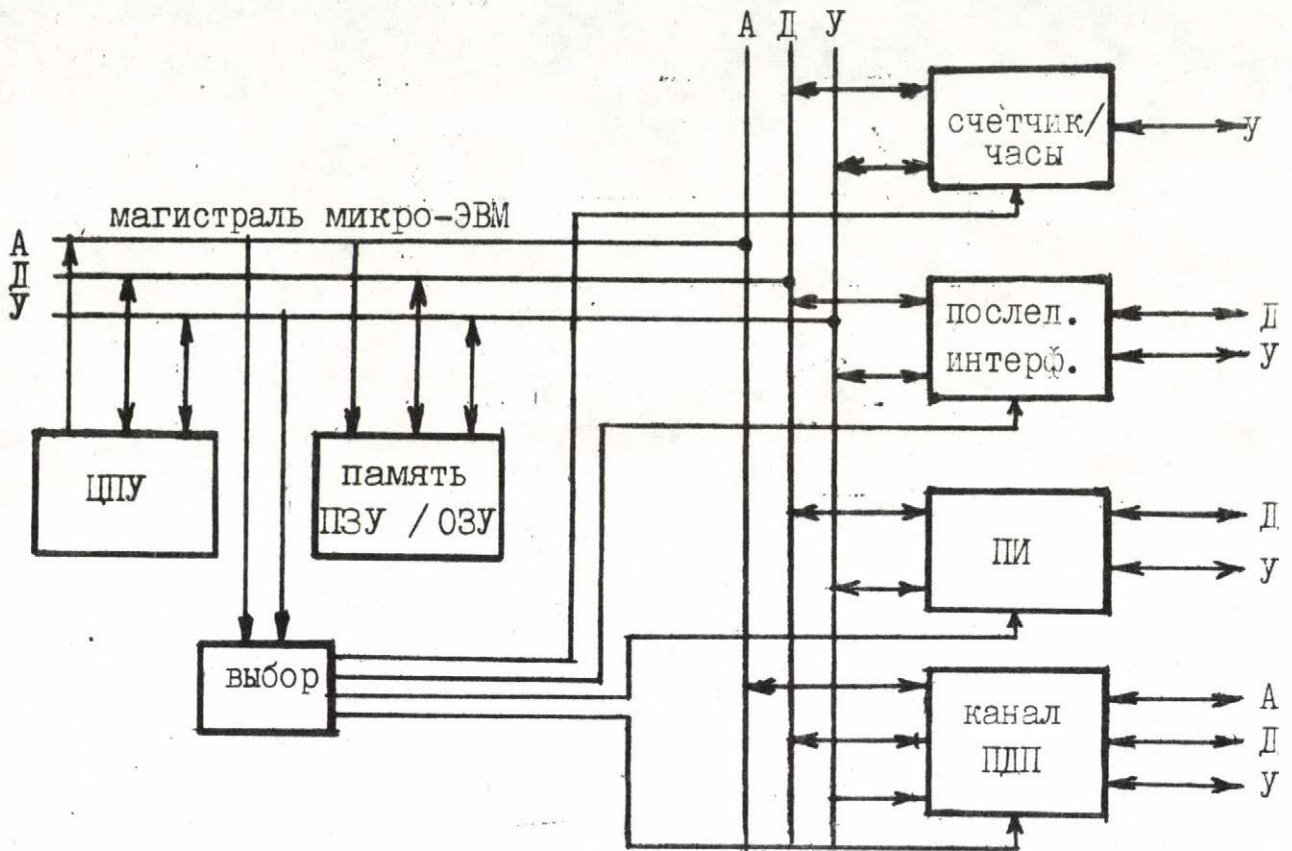 А Д У
счетчик/
часы
у
магистраль микро-ЭВМ
А
Д
У
послед.
интерф.
Д
У
ЦПУ
память
ПЗУ / ОЗУ
ПИ
Д
У
выбор
канал
ПДП
А
Д
У